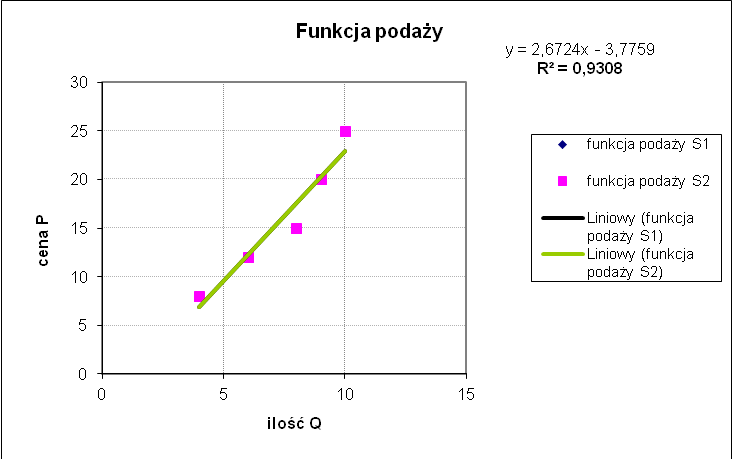 Funkcja podaży
y = 2,6724x - 3,7759
R² = 0,9308
30
25
20
15
10
5
0
cena P
0 5 10 15
ilość Q
funkcja podaży S1
funkcja podaży S2
Liniowy (funkcja
podaży S1)
Liniowy (funkcja
podaży S2)